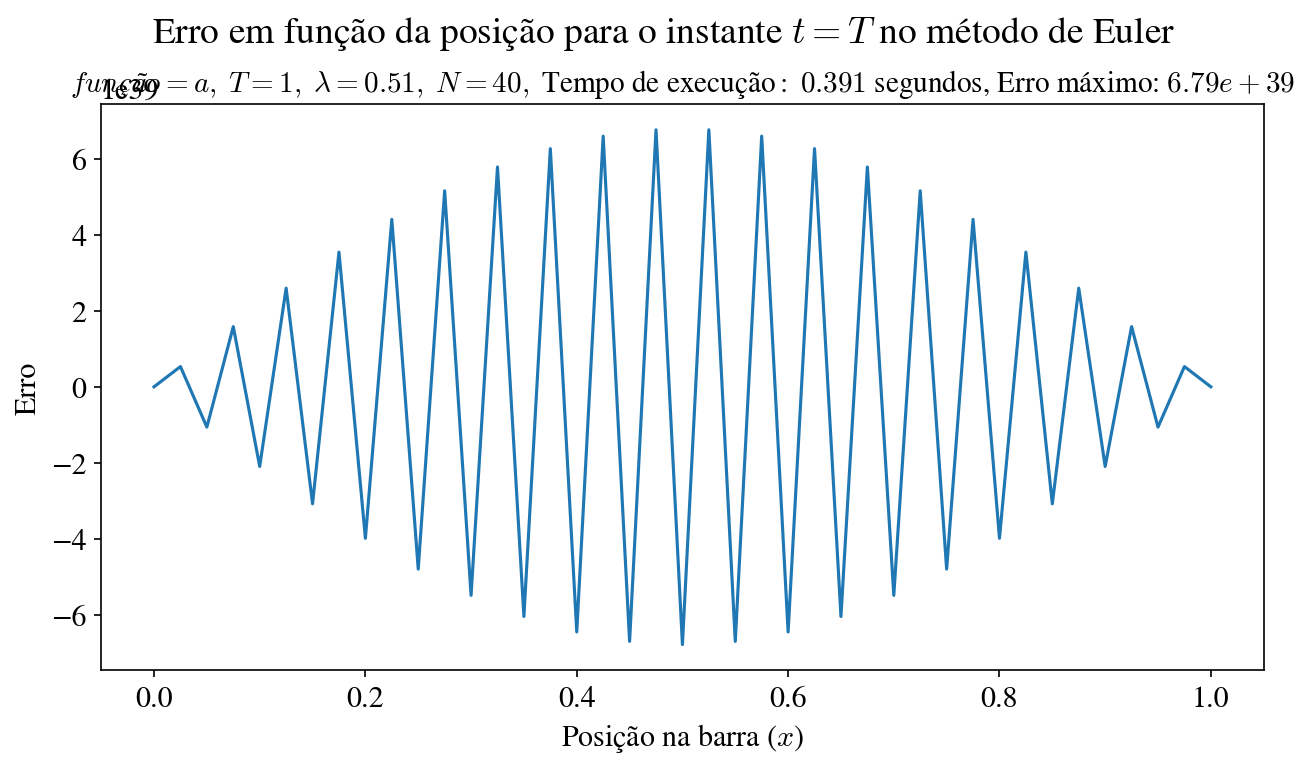 Erro em função da posição para o instante t = T no método de Euler
função = a, T = 1, λ = 0.51, N = 40, Tempo de execução : 0.391 segundos, Erro máximo: 6.79e + 39
1e39
6
4
2
0
−2
−4
−6
Erro
0.0 0.2 0.4 0.6 0.8 1.0
Posição na barra (x)